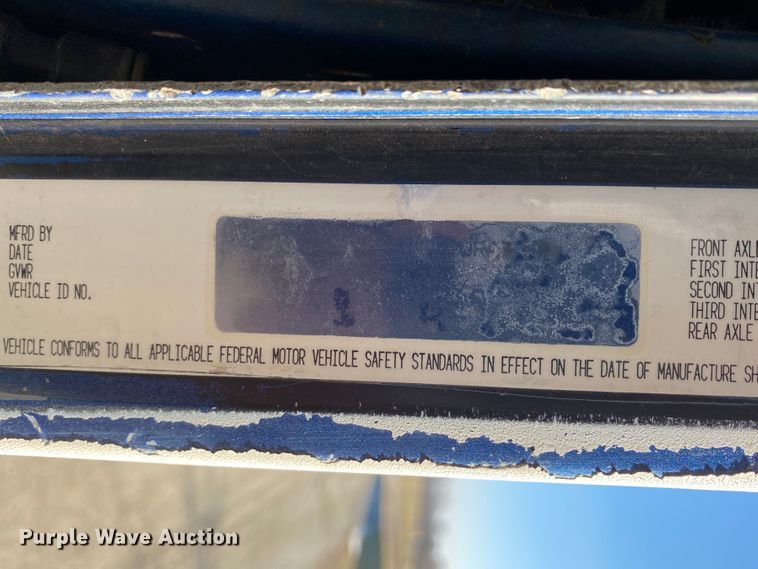 MFRD BY
DATE
GVWR
VEHICLE ID NO.
FRONT AXLE
FIRST INTE
SECOND INT
THIRD INTE
REAR AXLE
VEHICLE CONFORMS TO ALL APPLICABLE FEDERAL MOTOR VEHICLE SAFETY STANDARDS IN EFFECT ON THE DATE OF MANUFACTURE SH
Purple Wave Auction